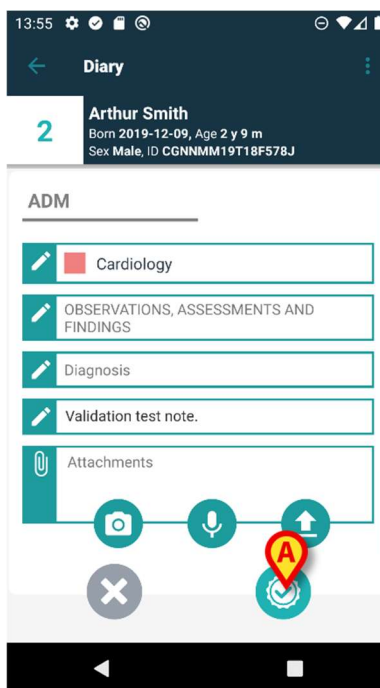 13:55
Diary
2
Arthur Smith
Born 2019-12-09, Age 2 y 9 m
Sex Male, ID CGNNMM19T18F578J
ADM
Cardiology
OBSERVATIONS, ASSESSMENTS AND
FINDINGS
Diagnosis
Validation test note.
Attachments
A